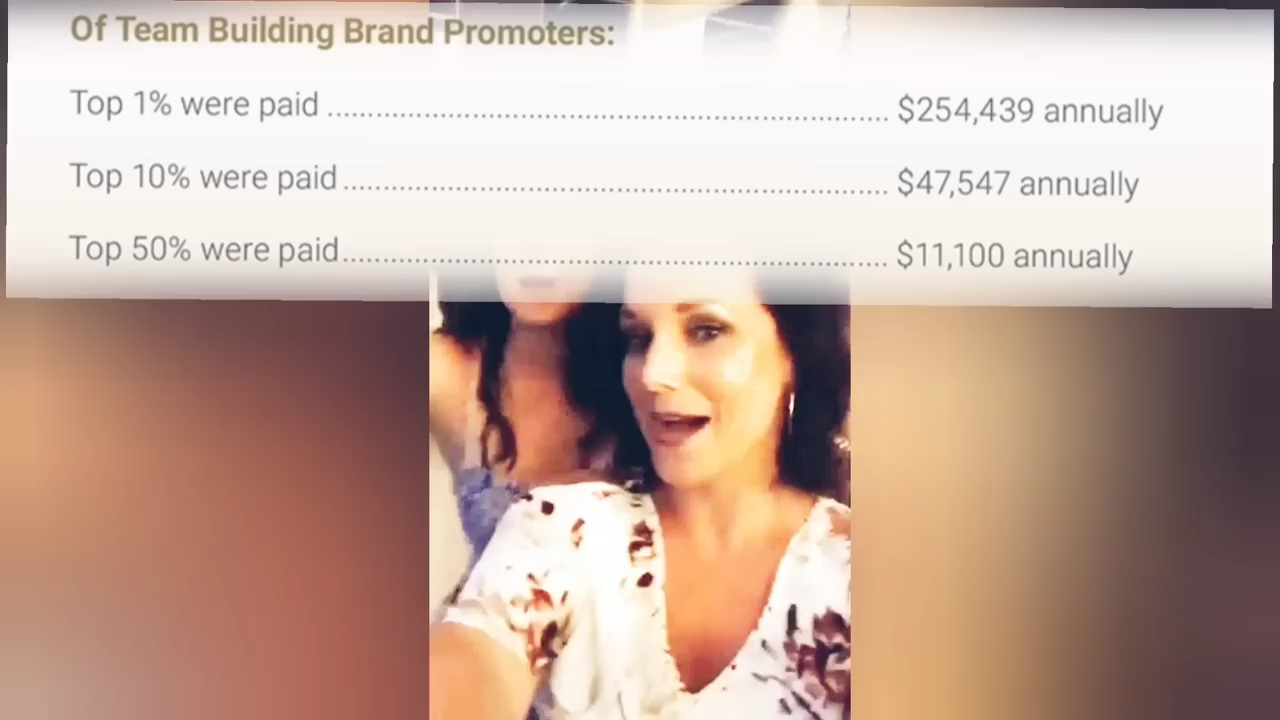 Of Team Building Brand Promoters:
Top 1% were paid ........................................................................ $254,439 annually
Top 10% were paid ...................................................................... $47,547 annually
Top 50% were paid...................................................................... $11,100 annually